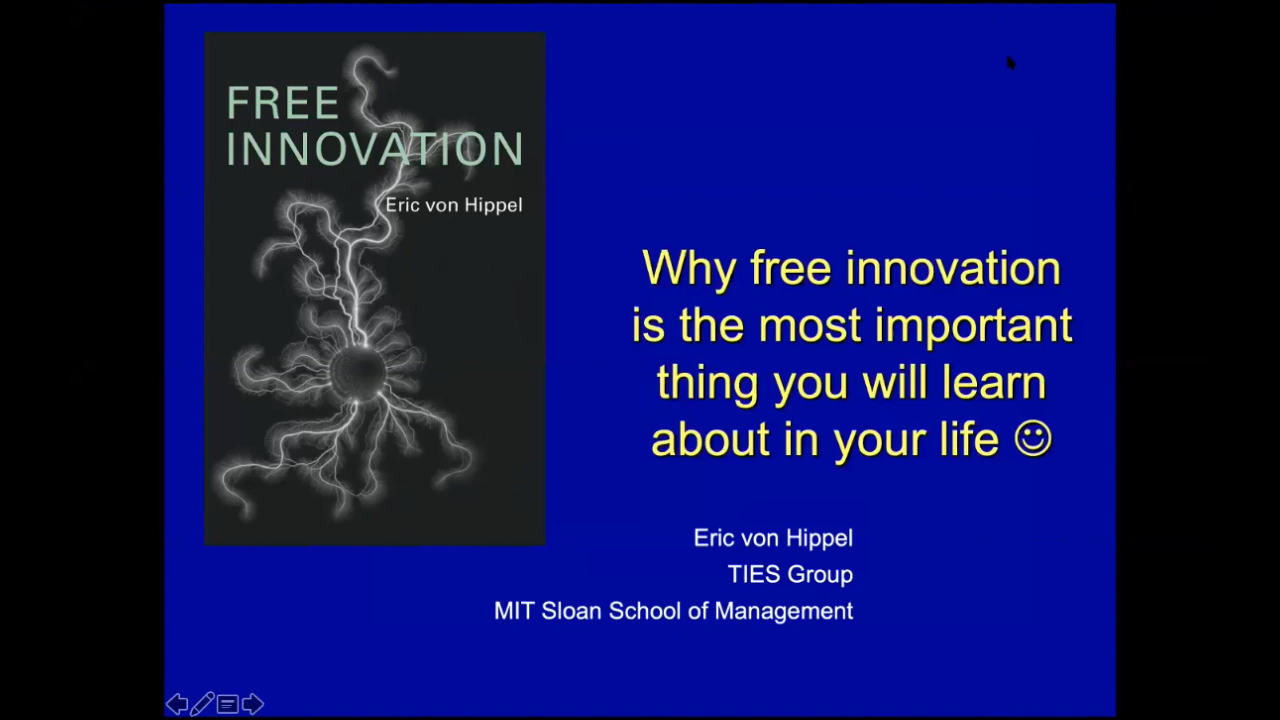 FREE
INNOVATION
Eric von Hippel
Why free innovation
is the most important
thing you will learn
about in your life ☺
Eric von Hippel
TIES Group
MIT Sloan School of Management